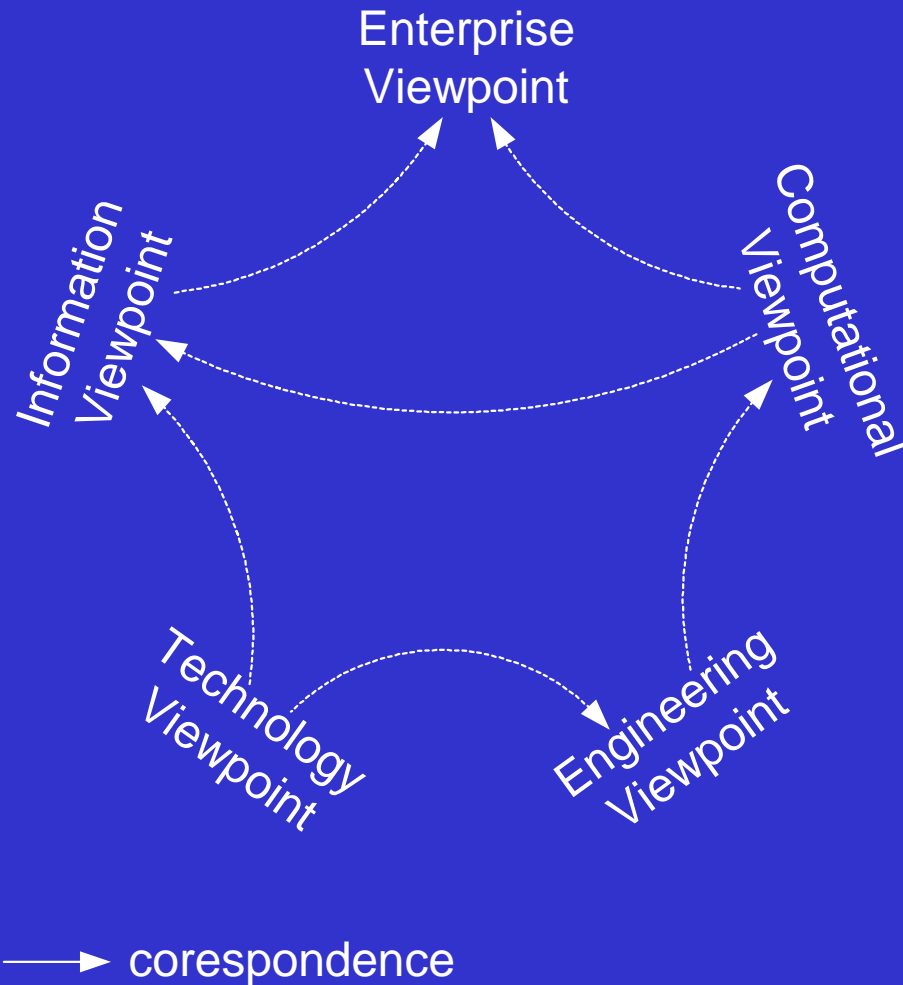 Enterprise
Viewpoint
Information
Viewpoint
Computational
Viewpoint
Technology
Viewpoint
Engineering
Viewpoint
corespondence